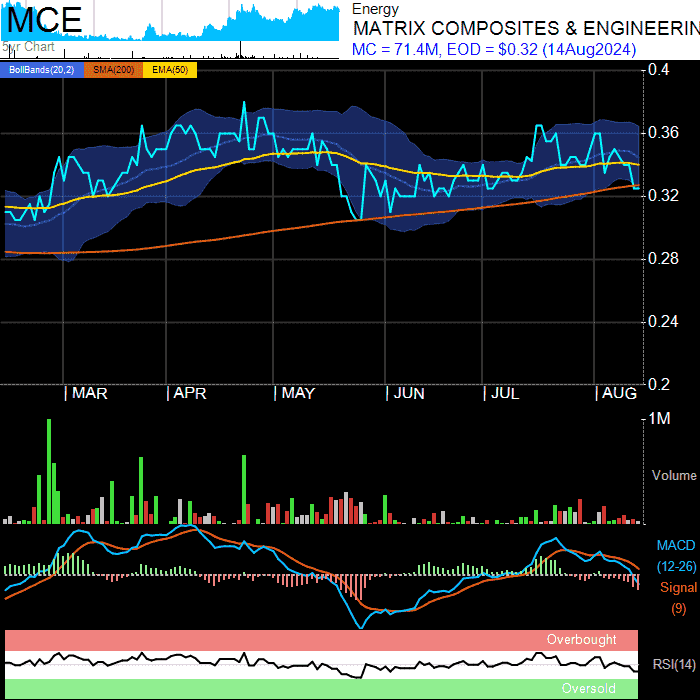 MCE
5yr Chart
Energy
MATRIX COMPOSITES & ENGINEERIN
MC = 71.4M, EOD = $0.32 (14Aug2024)
BollBands(20,2) SMA(200) EMA(50)
0.4
0.36
0.32
0.28
0.24
0.2
| MAR | APR | MAY | JUN | JUL | AUG
1M
Volume
MACD
(12-26)
Signal
(9)
Overbought
RSI(14)
Oversold